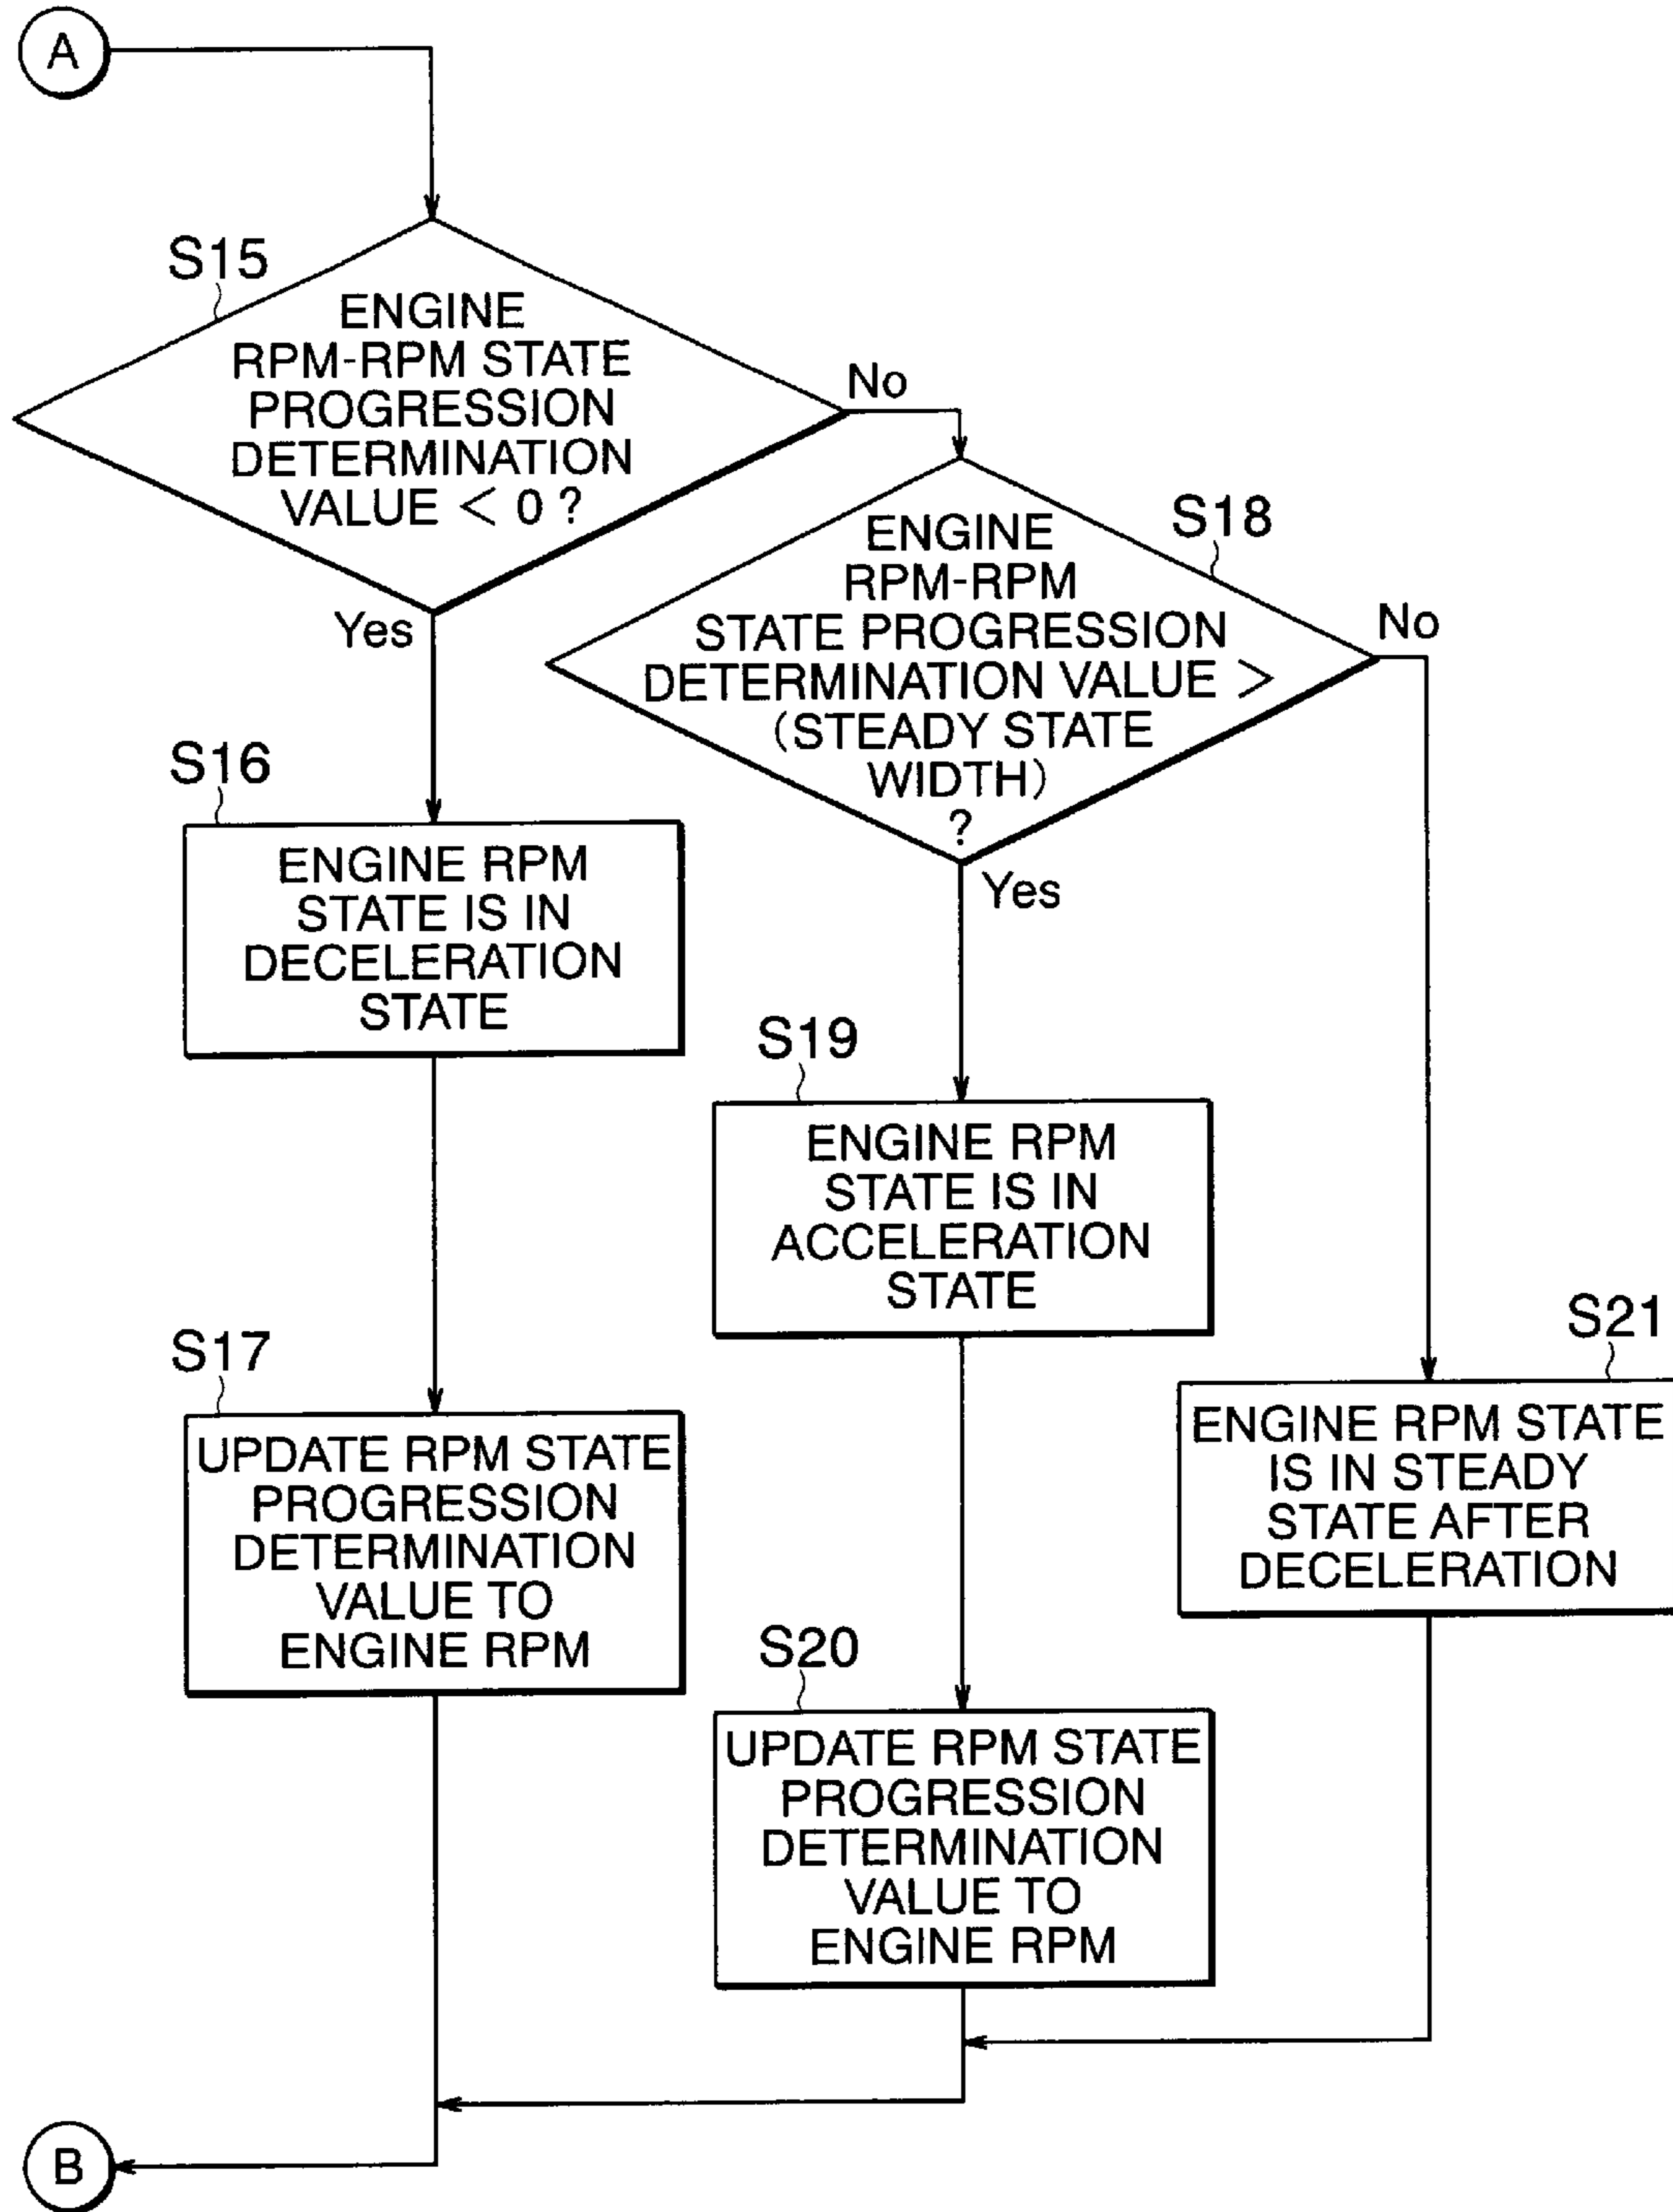 A
S15
ENGINE
RPM-RPM STATE
PROGRESSION
DETERMINATION
VALUE < 0 ?
No
Yes
S18
ENGINE
RPM-RPM
STATE PROGRESSION
DETERMINATION VALUE >
(STEADY STATE
WIDTH)
?
No
Yes
S16
ENGINE RPM
STATE IS IN
DECELERATION
STATE
S19
ENGINE RPM
STATE IS IN
ACCELERATION
STATE
S17
UPDATE RPM STATE
PROGRESSION
DETERMINATION
VALUE TO
ENGINE RPM
S21
ENGINE RPM STATE
IS IN STEADY
STATE AFTER
DECELERATION
S20
UPDATE RPM STATE
PROGRESSION
DETERMINATION
VALUE TO
ENGINE RPM
B